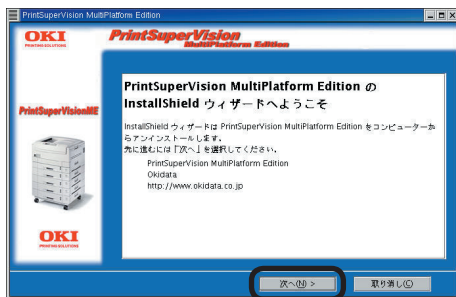 PrintSuperVision MultiPlatform Edition
OKI
PRINTING SOLUTIONS
PrintSuperVision
MultiPlatform Edition
PrintSuperVision MultiPlatform Edition の
InstallShield ウィザードへようこそ
PrintSuperVisionME
InstallShield ウィザードは PrintSuperVision MultiPlatform Edition をコンピューターか
らアンインストールします。
先に進むには「次へ」を選択してください。
PrintSuperVision MultiPlatform Edition
Okidata
http://www.okidata.co.jp
OKI
PRINTING SOLUTIONS
次へ(N) >
取り消し(C)